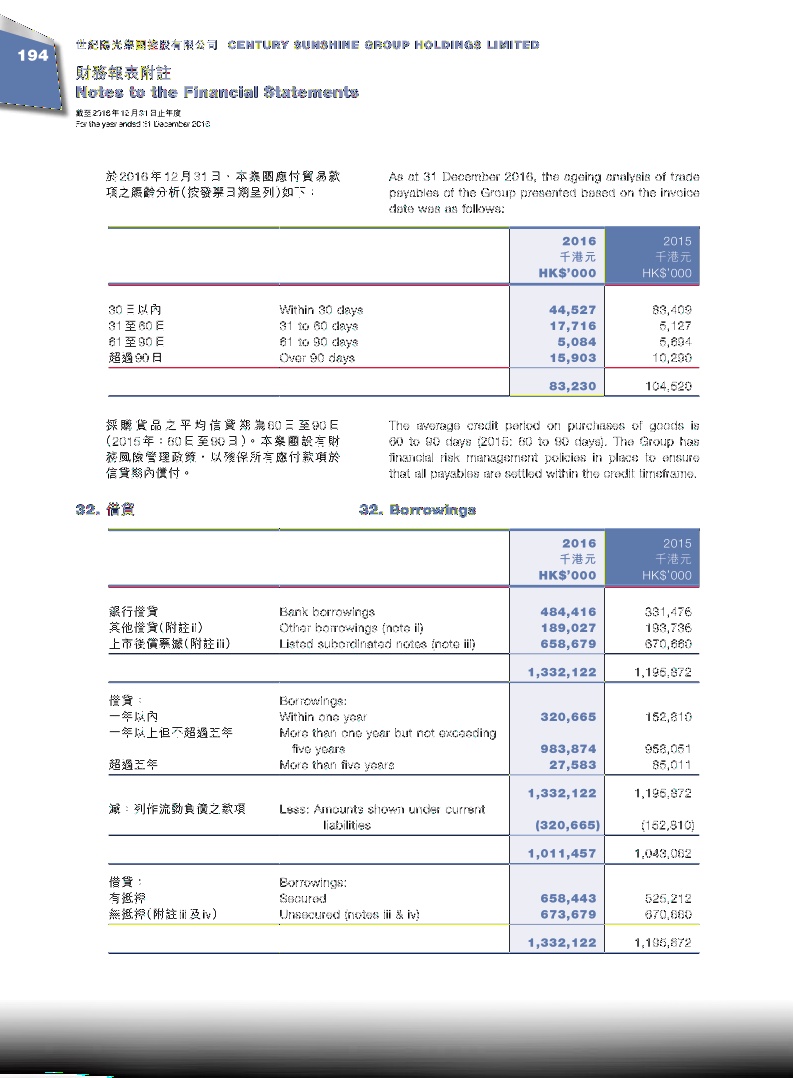 194
世紀陽光集團控股有限公司 CENTURY SUNSHINE GROUP HOLDINGS LIMITED
財務報表附註
Notes to the Financial Statements
截至2016年12月31日止年度
For the year ended 31 December 2016
於2016年12月31日，本集團應付貿易款
項之賬齡分析(按發票日期呈列)如下：
As at 31 December 2016, the ageing analysis of trade
payables of the Group presented based on the invoice
date was as follows:
2016 2015
千港元 千港元
HK$'000 HK$'000
30日以內 Within 30 days 44,527 83,409
31至60日 31 to 60 days 17,716 5,127
61至90日 61 to 90 days 5,084 5,694
超過90日 Over 90 days 15,903 10,290
83,230 104,520
採購貨品之平均信貸期為60日至90日
(2015年：60日至90日)。本集團設有財
務風險管理政策，以確保所有應付款項於
信貸期內償付。
The average credit period on purchases of goods is
60 to 90 days (2015: 60 to 90 days). The Group has
financial risk management policies in place to ensure
that all payables are settled within the credit timeframe.
32. 借貸 32. Borrowings
2016 2015
千港元 千港元
HK$'000 HK$'000
銀行借貸 Bank borrowings 484,416 331,476
其他借貸(附註ii) Other borrowings (note ii) 189,027 193,736
上市後償票據(附註iii) Listed subordinated notes (note iii) 658,679 670,660
1,332,122 1,195,872
借貸： Borrowings:
一年以內 Within one year 320,665 152,810
一年以上但不超過五年 More than one year but not exceeding
five years 983,874 958,051
超過五年 More than five years 27,583 85,011
1,332,122 1,195,872
減：列作流動負債之款項 Less: Amounts shown under current
liabilities (320,665) (152,810)
1,011,457 1,043,062
借貸： Borrowings:
有抵押 Secured 658,443 525,212
無抵押(附註iii及iv) Unsecured (notes iii & iv) 673,679 670,660
1,332,122 1,195,872